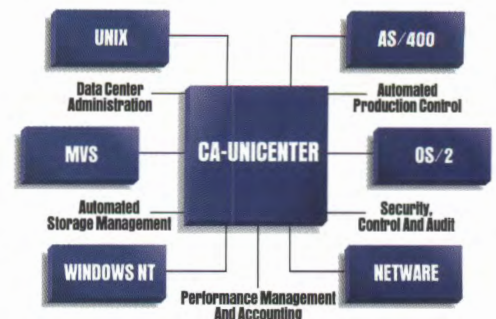 UNIX
AS/400
Data Center
Administration
Automated
Production Control
MVS
CA-UNICENTER
OS/2
Automated
Storage Management
Security,
Control And Audit
WINDOWS NT
NETWARE
Performance Management
And Accounting